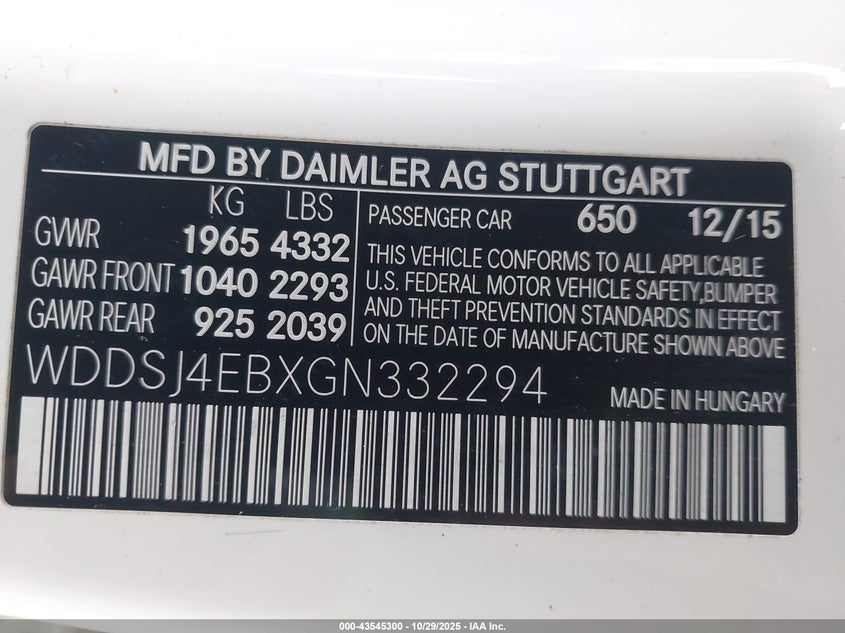 MFD BY DAIMLER AG STUTTGART
KG LBS
GVWR 1965 4332
GAWR FRONT 1040 2293
GAWR REAR 925 2039
PASSENGER CAR 650 12/15
THIS VEHICLE CONFORMS TO ALL APPLICABLE
U.S. FEDERAL MOTOR VEHICLE SAFETY,BUMPER
AND THEFT PREVENTION STANDARDS IN EFFECT
ON THE DATE OF MANUFACTURE SHOWN ABOVE
WDDSJ4EBXGN332294
MADE IN HUNGARY
000-43545300 - 10/29/2025 - IAA Inc.